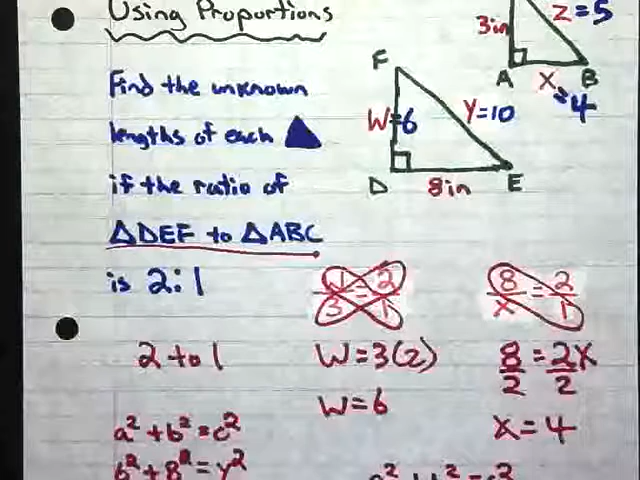 Using Proportions
3in
Z=5
A
B
X=4
Find the unknown
lengths of each
if the ratio of
ΔDEF to ΔABC
is 2:1
F
W=6
Y=10
D
8in
E
W/3 = 2/1
8/x = 2/1
2 to 1
W=3(2)
W=6
8/2 = 2x/2
x=4
a²+b²=c²
6²+8²=y²